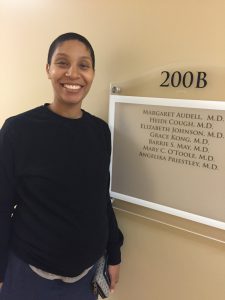 200B
MARGARET AUDELL, M.D.
HEIDI COUGH, M.D.
ELIZABETH JOHNSON, M.D.
GRACE KONG, M.D.
BARRIE S. MAY, M.D.
MARY C. O'TOOLE, M.D.
ANGELISA PRIESTLEY, M.D.